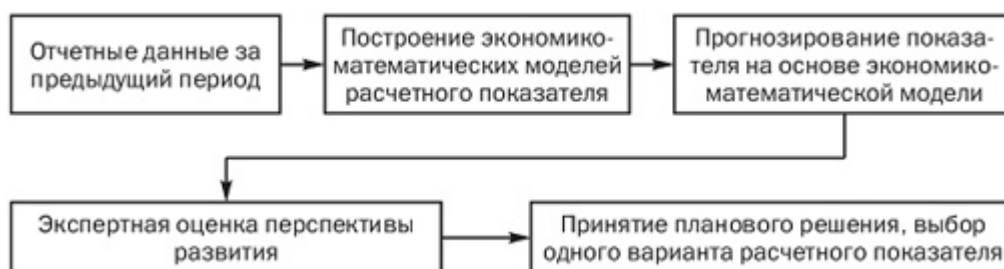 Отчетные данные за
предыдущий период
Построение экономико-
математических моделей
расчетного показателя
Прогнозирование показа-
теля на основе экономико-
математической модели
Экспертная оценка перспективы
развития
Принятие планового решения, выбор
одного варианта расчетного показателя